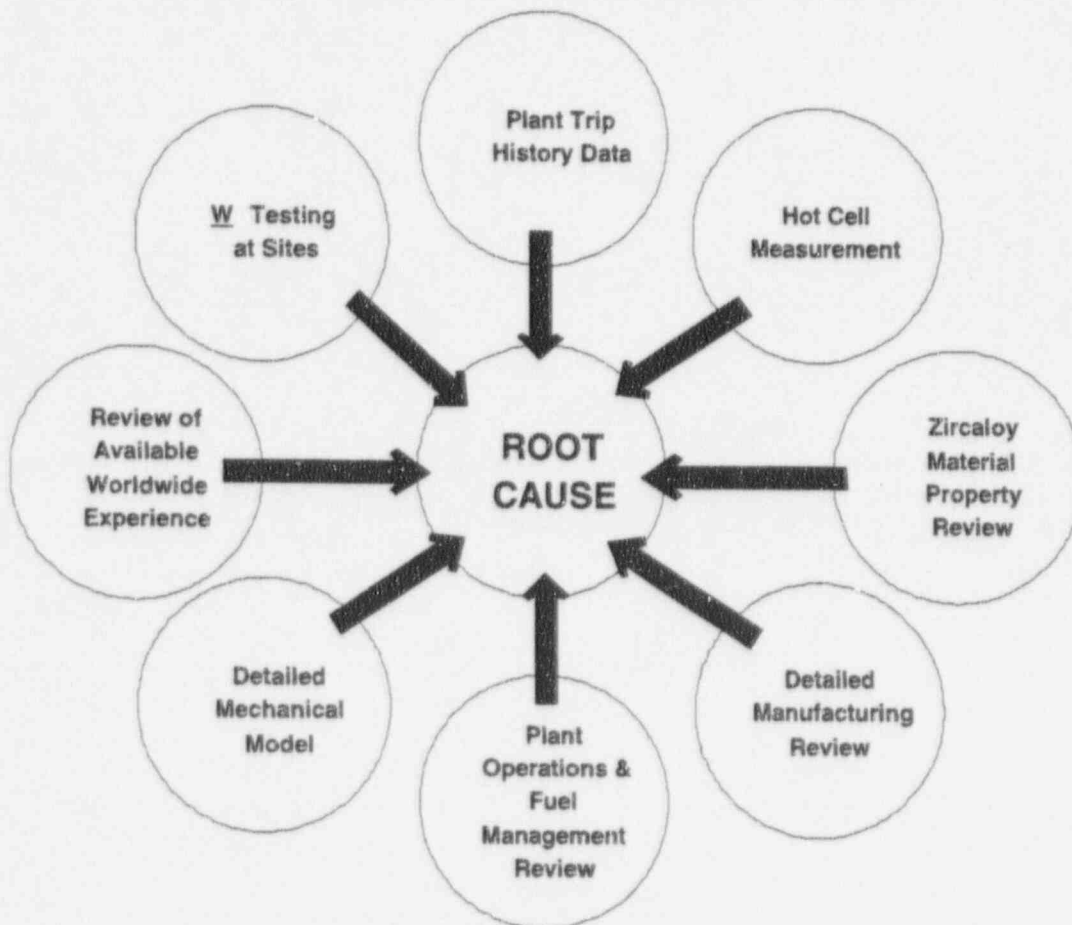 Plant Trip
History Data
W Testing
at Sites
Hot Cell
Measurement
Review of
Available
Worldwide
Experience
ROOT
CAUSE
Zircaloy
Material
Property
Review
Detailed
Mechanical
Model
Plant
Operations &
Fuel
Management
Review
Detailed
Manufacturing
Review